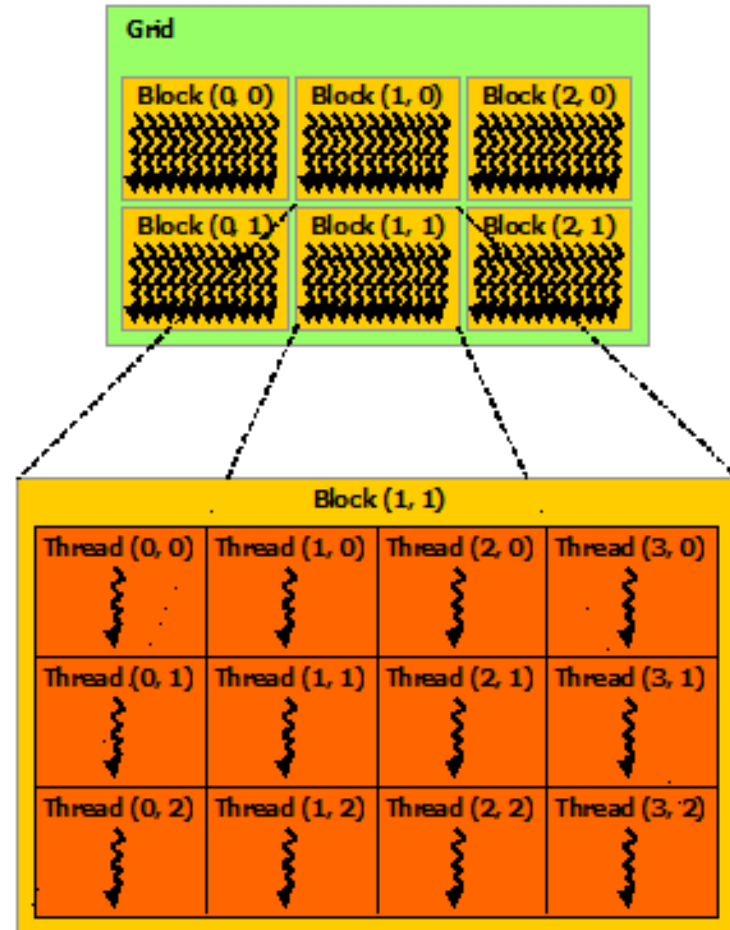 Grid
Block (0, 0) Block (1, 0) Block (2, 0)
Block (0, 1) Block (1, 1) Block (2, 1)
Block (1, 1)
Thread (0, 0) Thread (1, 0) Thread (2, 0) Thread (3, 0)
Thread (0, 1) Thread (1, 1) Thread (2, 1) Thread (3, 1)
Thread (0, 2) Thread (1, 2) Thread (2, 2) Thread (3, 2)